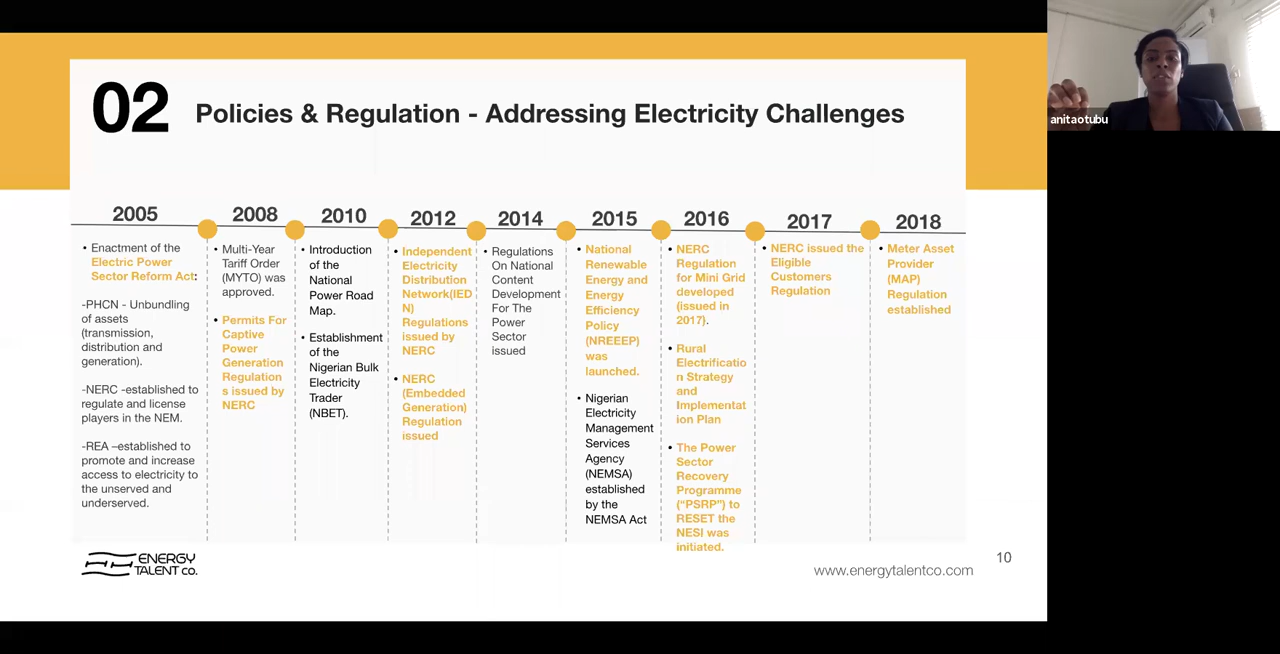 02
Policies & Regulation - Addressing Electricity Challenges
2005
• Enactment of the
Electric Power
Sector Reform Act:
-PHCN - Unbundling
of assets
(transmission,
distribution and
generation).
-NERC -established to
regulate and license
players in the NEM.
-REA –established to
promote and increase
access to electricity to
the unserved and
underserved.
2008
• Multi-Year
Tariff Order
(MYTO) was
approved.
• Permits For
Captive
Power
Generation
Regulation
s issued by
NERC
2010
• Introduction
of the
National
Power Road
Map.
• Establishment
of the
Nigerian Bulk
Electricity
Trader
(NBET).
2012
• Independent
Electricity
Distribution
Network(IED
N)
Regulations
issued by
NERC
• NERC
(Embedded
Generation)
Regulation
issued
2014
• Regulations
On National
Content
Development
For The
Power
Sector
issued
2015
• National
Renewable
Energy and
Energy
Efficiency
Policy
(NREEEP)
was
launched.
• Nigerian
Electricity
Management
Services
Agency
(NEMSA)
established
by the
NEMSA Act
2016
• NERC
Regulation
for Mini Grid
developed
(issued in
2017).
• Rural
Electrificatio
n Strategy
and
Implementat
ion Plan
• The Power
Sector
Recovery
Programme
(“PSRP”) to
RESET the
NESI was
initiated.
2017
• NERC issued the
Eligible
Customers
Regulation
2018
• Meter Asset
Provider
(MAP)
Regulation
established
ENERGY
TALENT CO.
www.energytalentco.com
10
anitaotubu